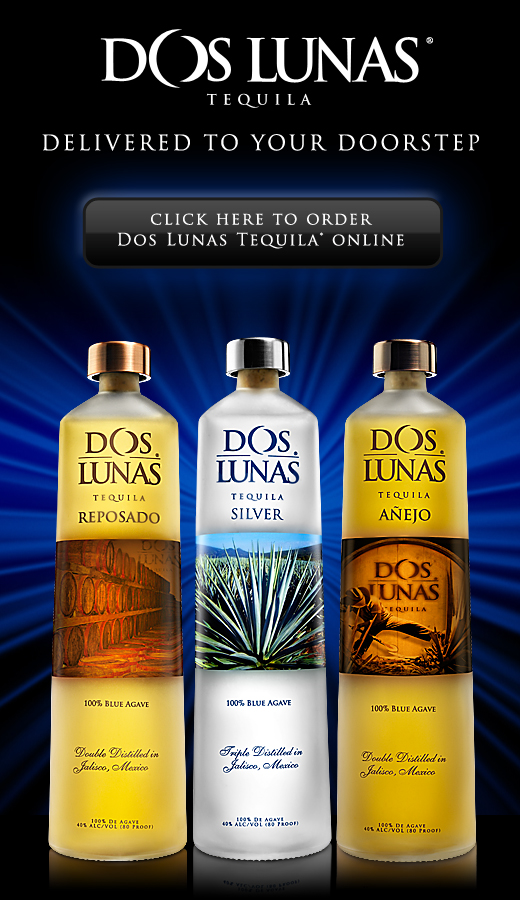 DOS LUNAS®
TEQUILA
DELIVERED TO YOUR DOORSTEP
CLICK HERE TO ORDER
DOS LUNAS TEQUILA® ONLINE
DOS
LUNAS
TEQUILA
REPOSADO
100% BLUE AGAVE
Double Distilled in
Jalisco, Mexico
100% DE AGAVE
40% ALC/VOL (80 PROOF)
DOS
LUNAS
TEQUILA
SILVER
100% BLUE AGAVE
Triple Distilled in
Jalisco, Mexico
100% DE AGAVE
40% ALC/VOL (80 PROOF)
DOS
LUNAS
TEQUILA
AÑEJO
DOS
LUNAS
TEQUILA
100% BLUE AGAVE
Double Distilled in
Jalisco, Mexico
100% DE AGAVE
40% ALC/VOL (80 PROOF)